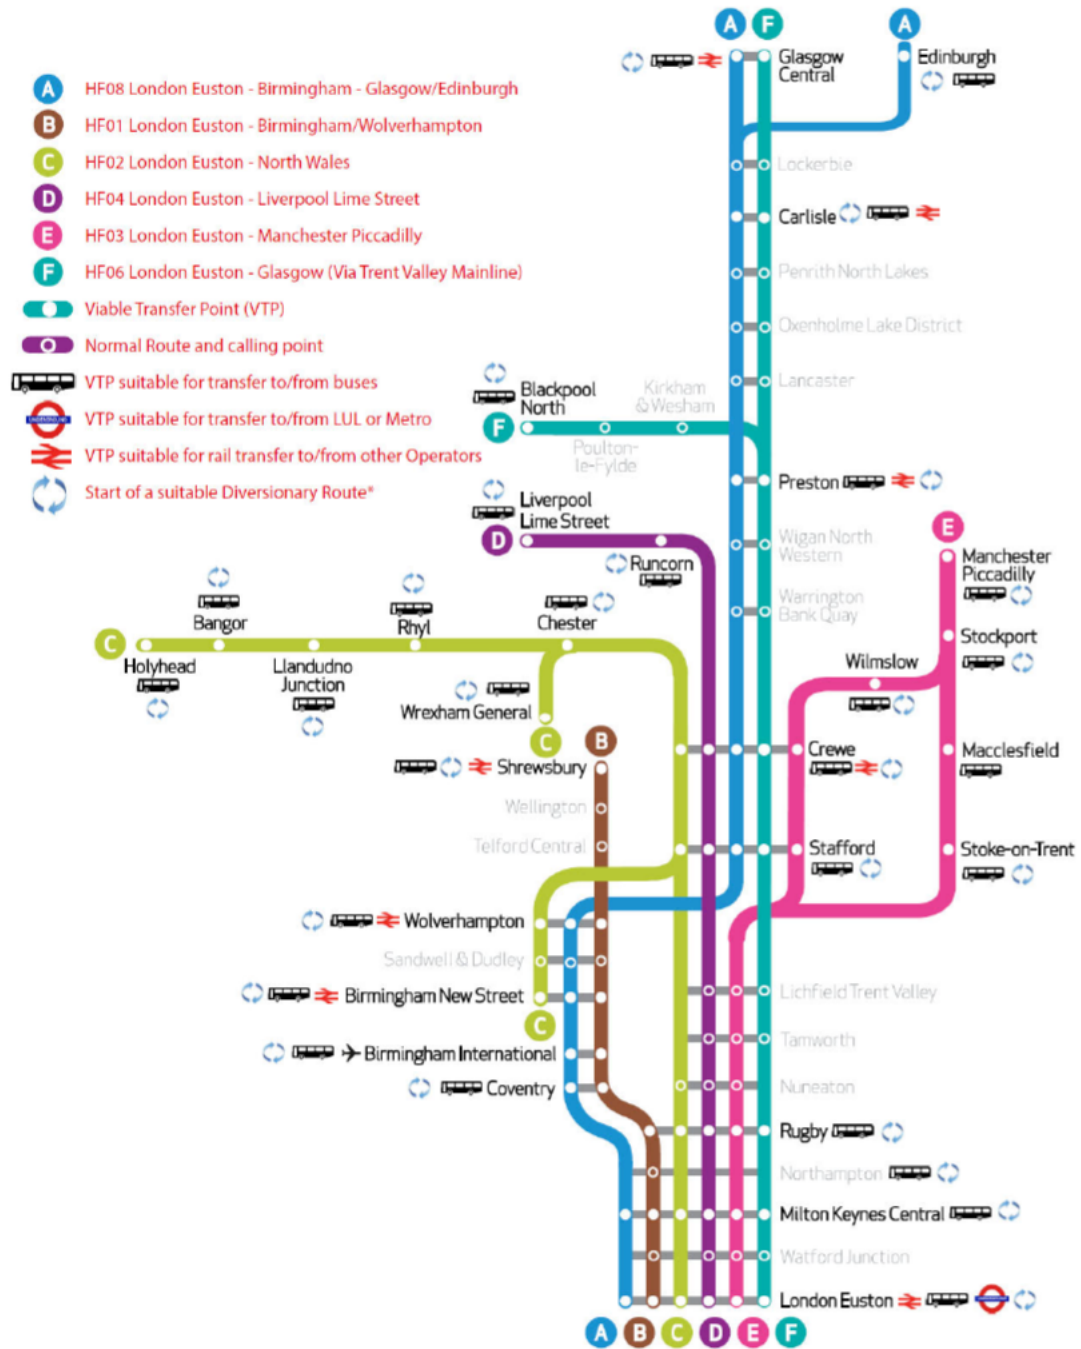 A F A
Glasgow
Central
Edinburgh
A HF08 London Euston - Birmingham - Glasgow/Edinburgh
B HF01 London Euston - Birmingham/Wolverhampton
C HF02 London Euston - North Wales
D HF04 London Euston - Liverpool Lime Street
E HF03 London Euston - Manchester Piccadilly
F HF06 London Euston - Glasgow (Via Trent Valley Mainline)
Viable Transfer Point (VTP)
Normal Route and calling point
VTP suitable for transfer to/from buses
VTP suitable for transfer to/from LUL or Metro
VTP suitable for rail transfer to/from other Operators
Start of a suitable Diversionary Route*
Lockerbie
Carlisle
Penrith North Lakes
Oxenholme Lake District
Lancaster
Blackpool
North
Kirkham
& Wesham
F
Poulton-
le-Fylde
Preston
Liverpool
Lime Street
D
Runcorn
Wigan North
Western
Warrington
Bank Quay
E
Manchester
Piccadilly
Stockport
Wilmslow
Macclesfield
Stoke-on-Trent
Bangor
Rhyl
Chester
C
Holyhead
Llandudno
Junction
Wrexham General
C
B
Crewe
Shrewsbury
Wellington
Telford Central
Stafford
Wolverhampton
Sandwell & Dudley
Birmingham New Street
C
Birmingham International
Coventry
Lichfield Trent Valley
Tamworth
Nuneaton
Rugby
Northampton
Milton Keynes Central
Watford Junction
London Euston
A B C D E F